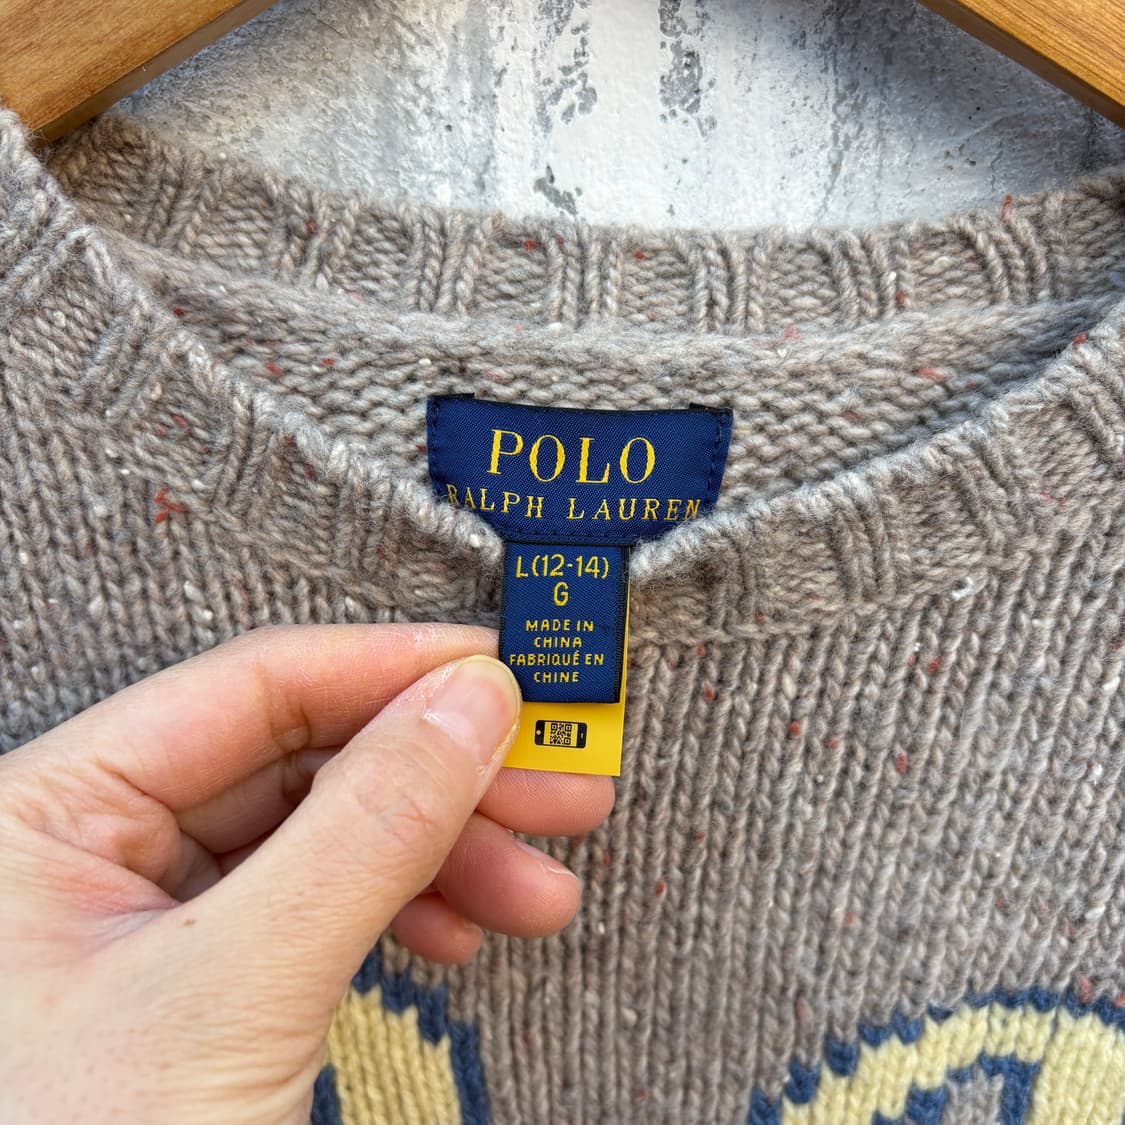 POLO
RALPH LAUREN
L(12-14)
G
MADE IN
CHINA
FABRIQUÉ EN
CHINE